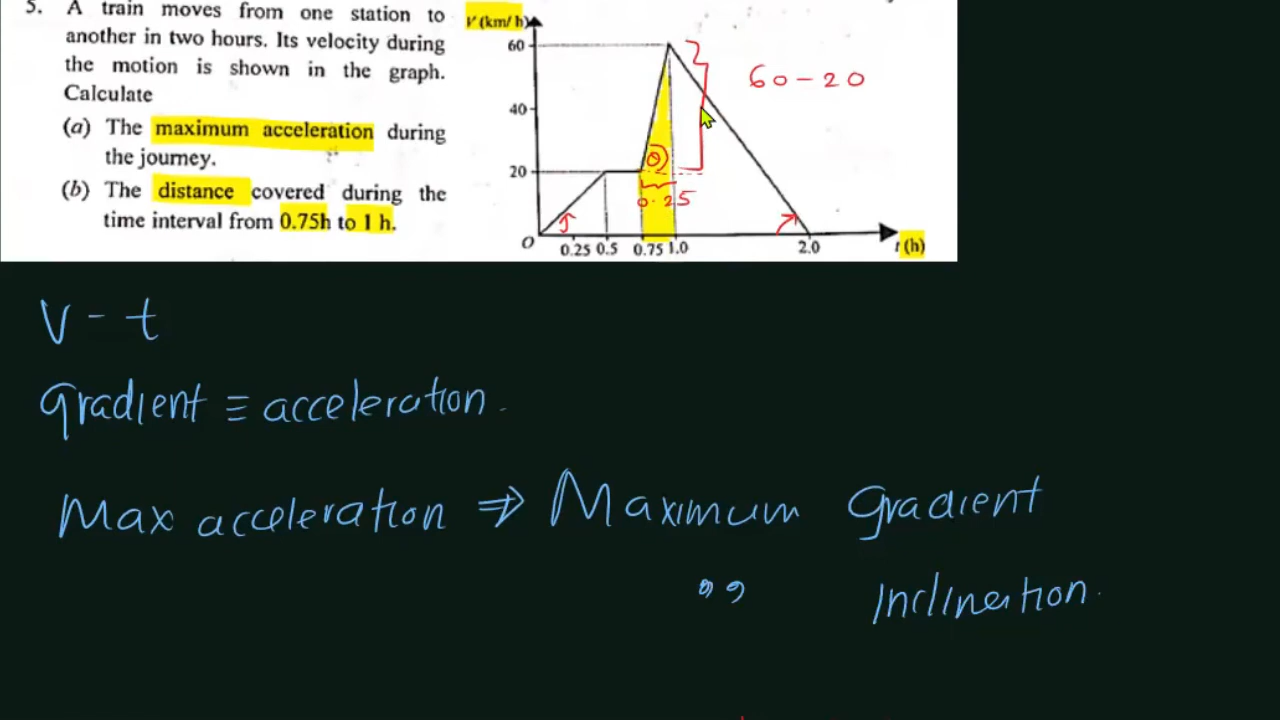 5. A train moves from one station to
another in two hours. Its velocity during
the motion is shown in the graph.
Calculate
(a) The maximum acceleration during
the journey.
(b) The distance covered during the
time interval from 0.75h to 1 h.
V (km/h)
60
40
20
O
0.25 0.5 0.75 1.0 2.0
t (h)
60 - 20
θ
0.25
V - t
Gradient ≡ acceleration.
Max acceleration ⇒ Maximum Gradient
,, Inclination.